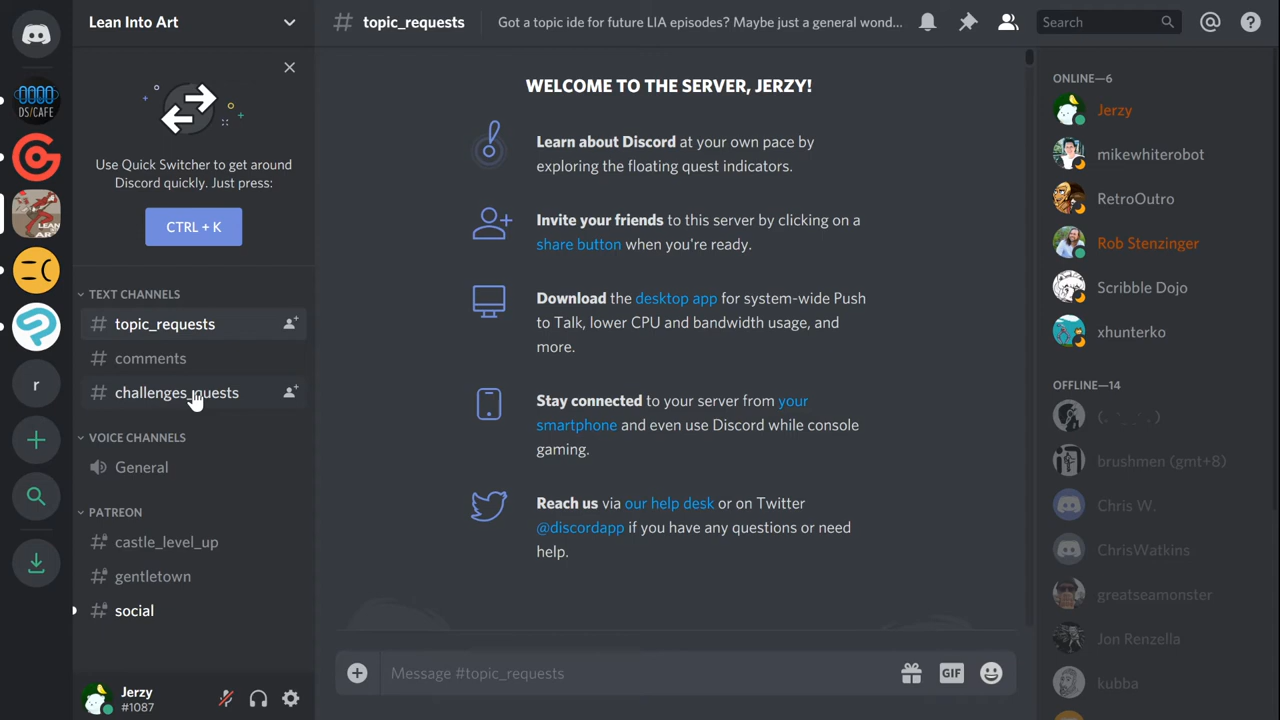 Lean Into Art
Use Quick Switcher to get around
Discord quickly. Just press:
CTRL + K
TEXT CHANNELS
# topic_requests
# comments
# challenges_quests
VOICE CHANNELS
General
PATREON
# castle_level_up
# gentletown
# social
Jerzy
#1087
DS/CAFE
LEAN
r
# topic_requests
Got a topic ide for future LIA episodes? Maybe just a general wond...
Search
WELCOME TO THE SERVER, JERZY!
Learn about Discord at your own pace by
exploring the floating quest indicators.
Invite your friends to this server by clicking on a
share button when you're ready.
Download the desktop app for system-wide Push
to Talk, lower CPU and bandwidth usage, and
more.
Stay connected to your server from your
smartphone and even use Discord while console
gaming.
Reach us via our help desk or on Twitter
@discordapp if you have any questions or need
help.
Message #topic_requests
GIF
ONLINE—6
Jerzy
mikewhiterobot
RetroOutro
Rob Stenzinger
Scribble Dojo
xhunterko
OFFLINE—14
brushmen (gmt+8)
Chris W.
ChrisWatkins
greatseamonster
Jon Renzella
kubba